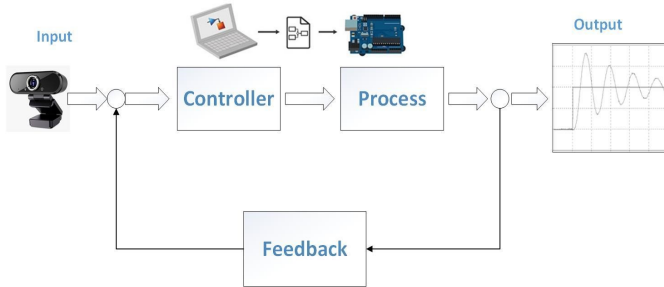 Input
Output
Controller
Process
Feedback